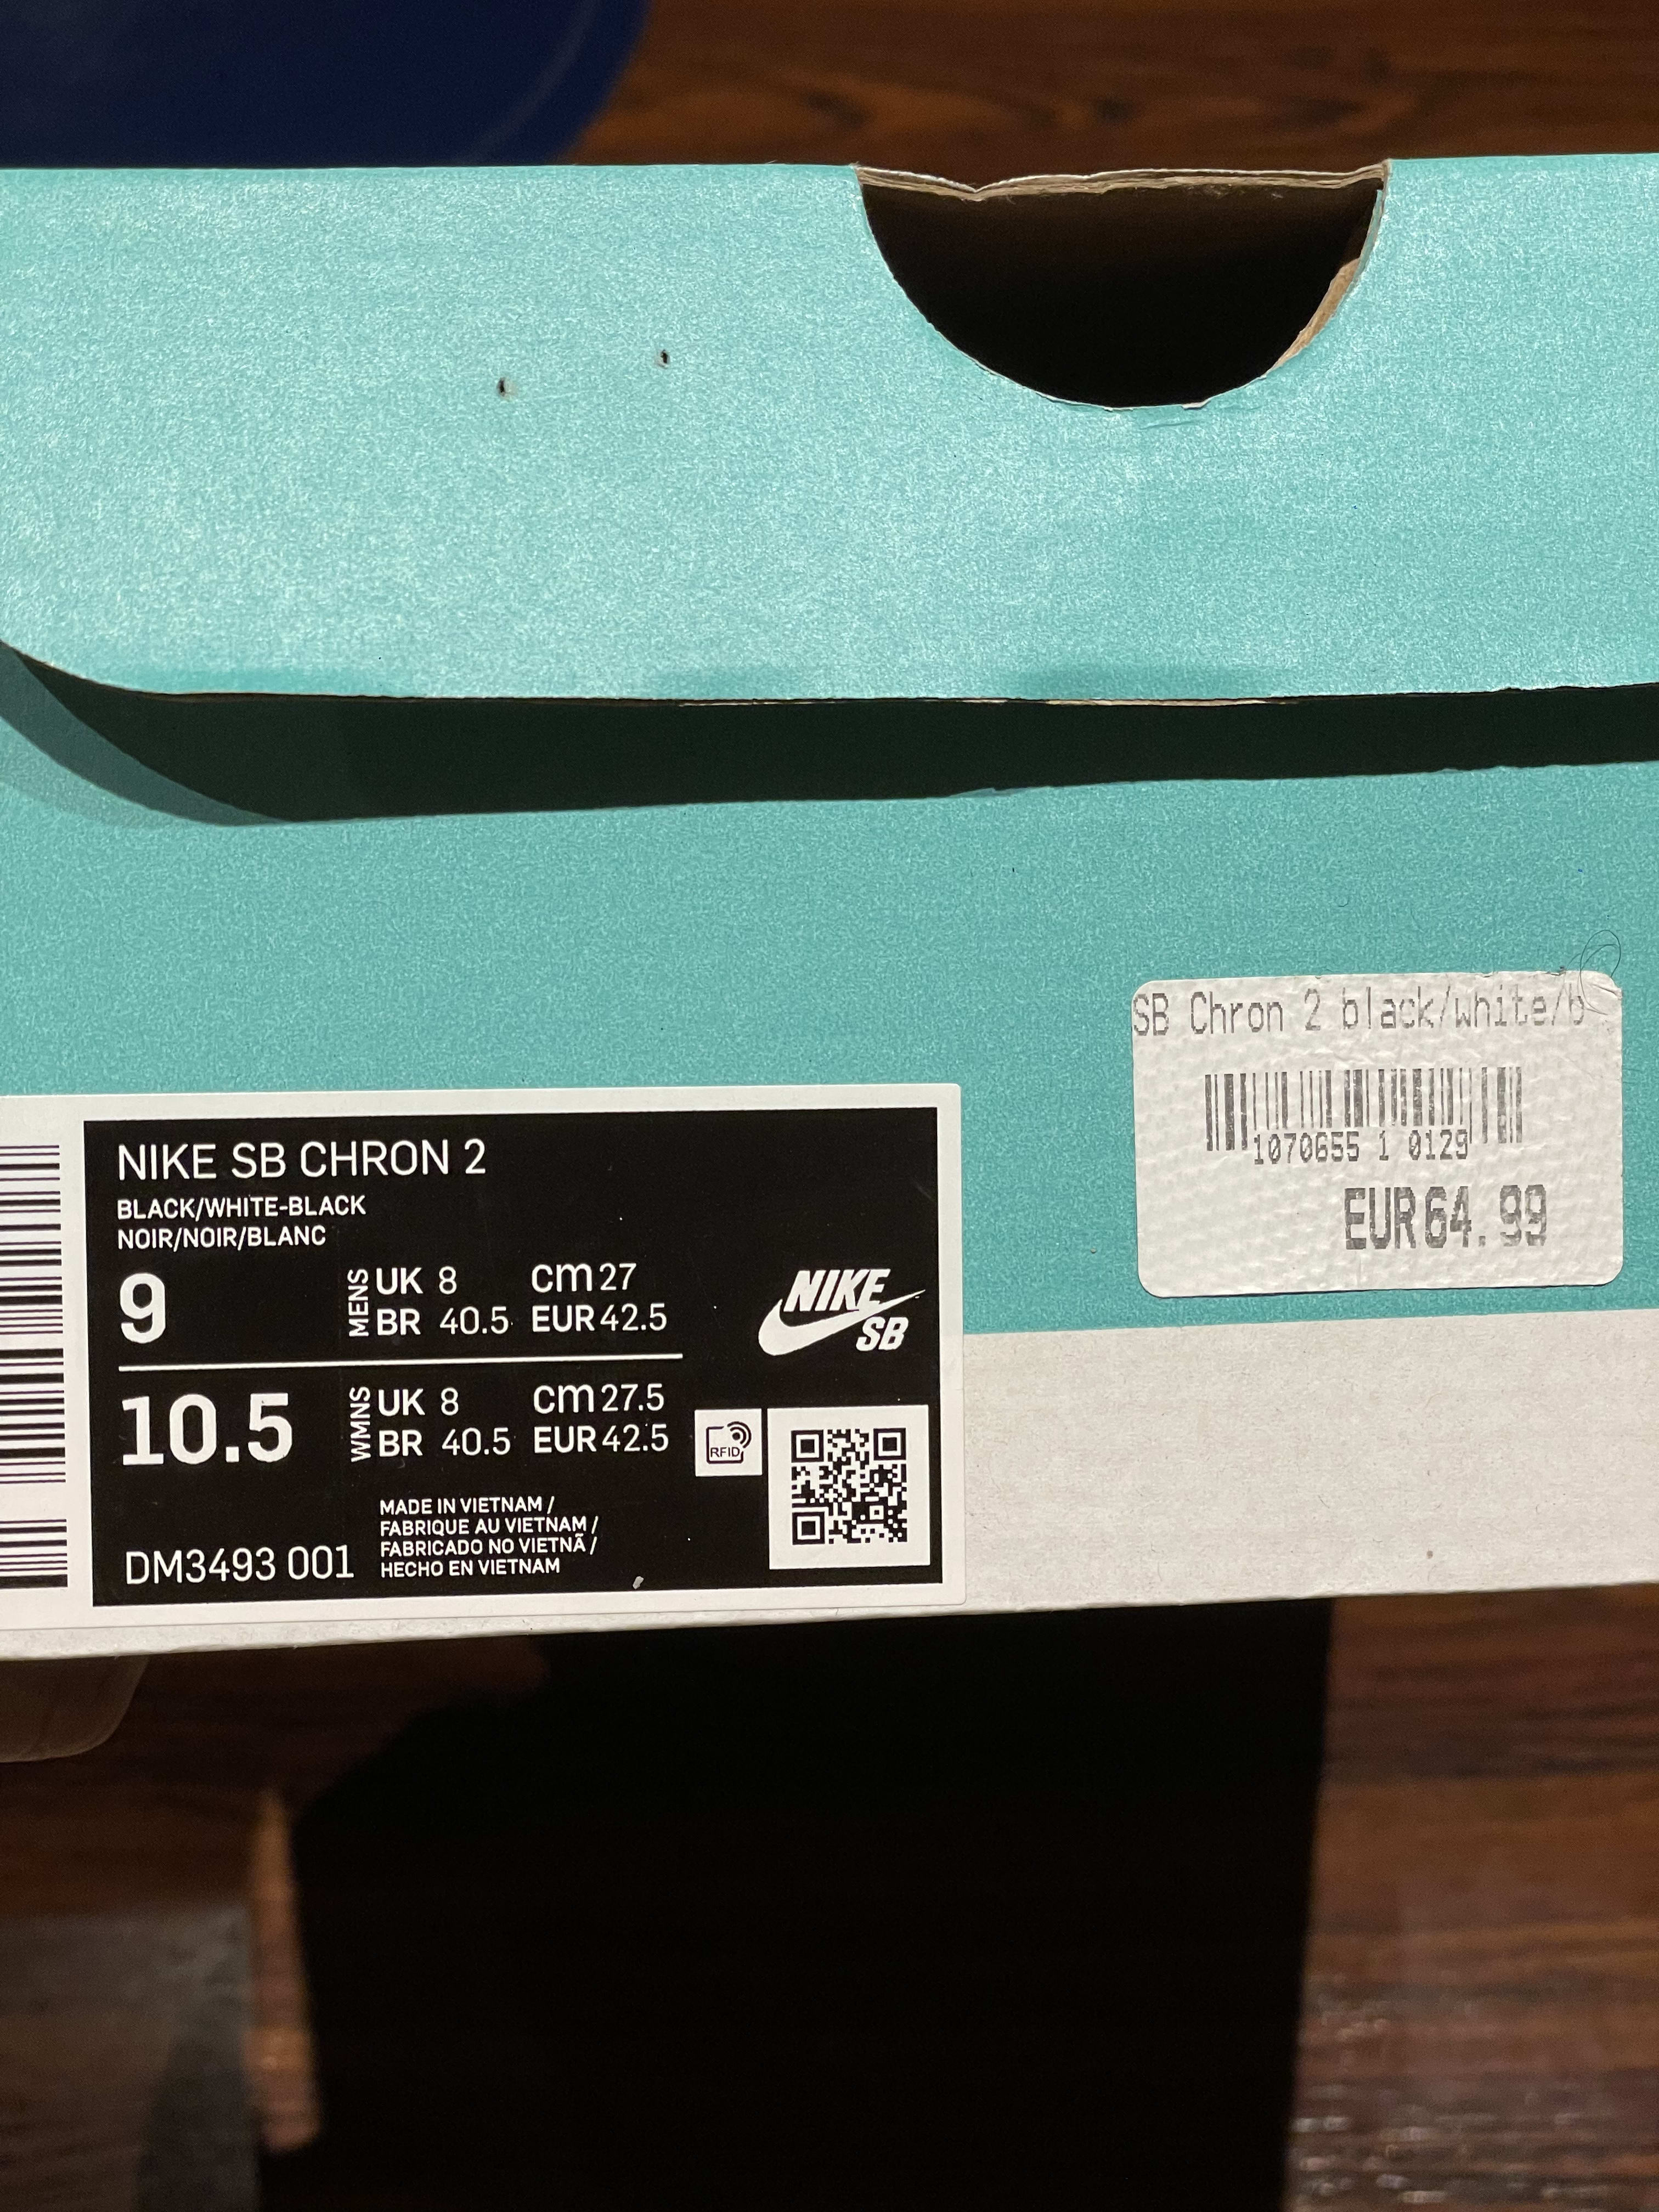 SB Chron 2 black/white/b
1070655 1 0129
EUR64.99
NIKE SB CHRON 2
BLACK/WHITE-BLACK
NOIR/NOIR/BLANC
9
MENS
UK 8 cm 27
BR 40.5 EUR 42.5
NIKE
SB
10.5
WMNS
UK 8 cm 27.5
BR 40.5 EUR 42.5
RFID
MADE IN VIETNAM /
FABRIQUE AU VIETNAM /
FABRICADO NO VIETNÃ /
HECHO EN VIETNAM
DM3493 001